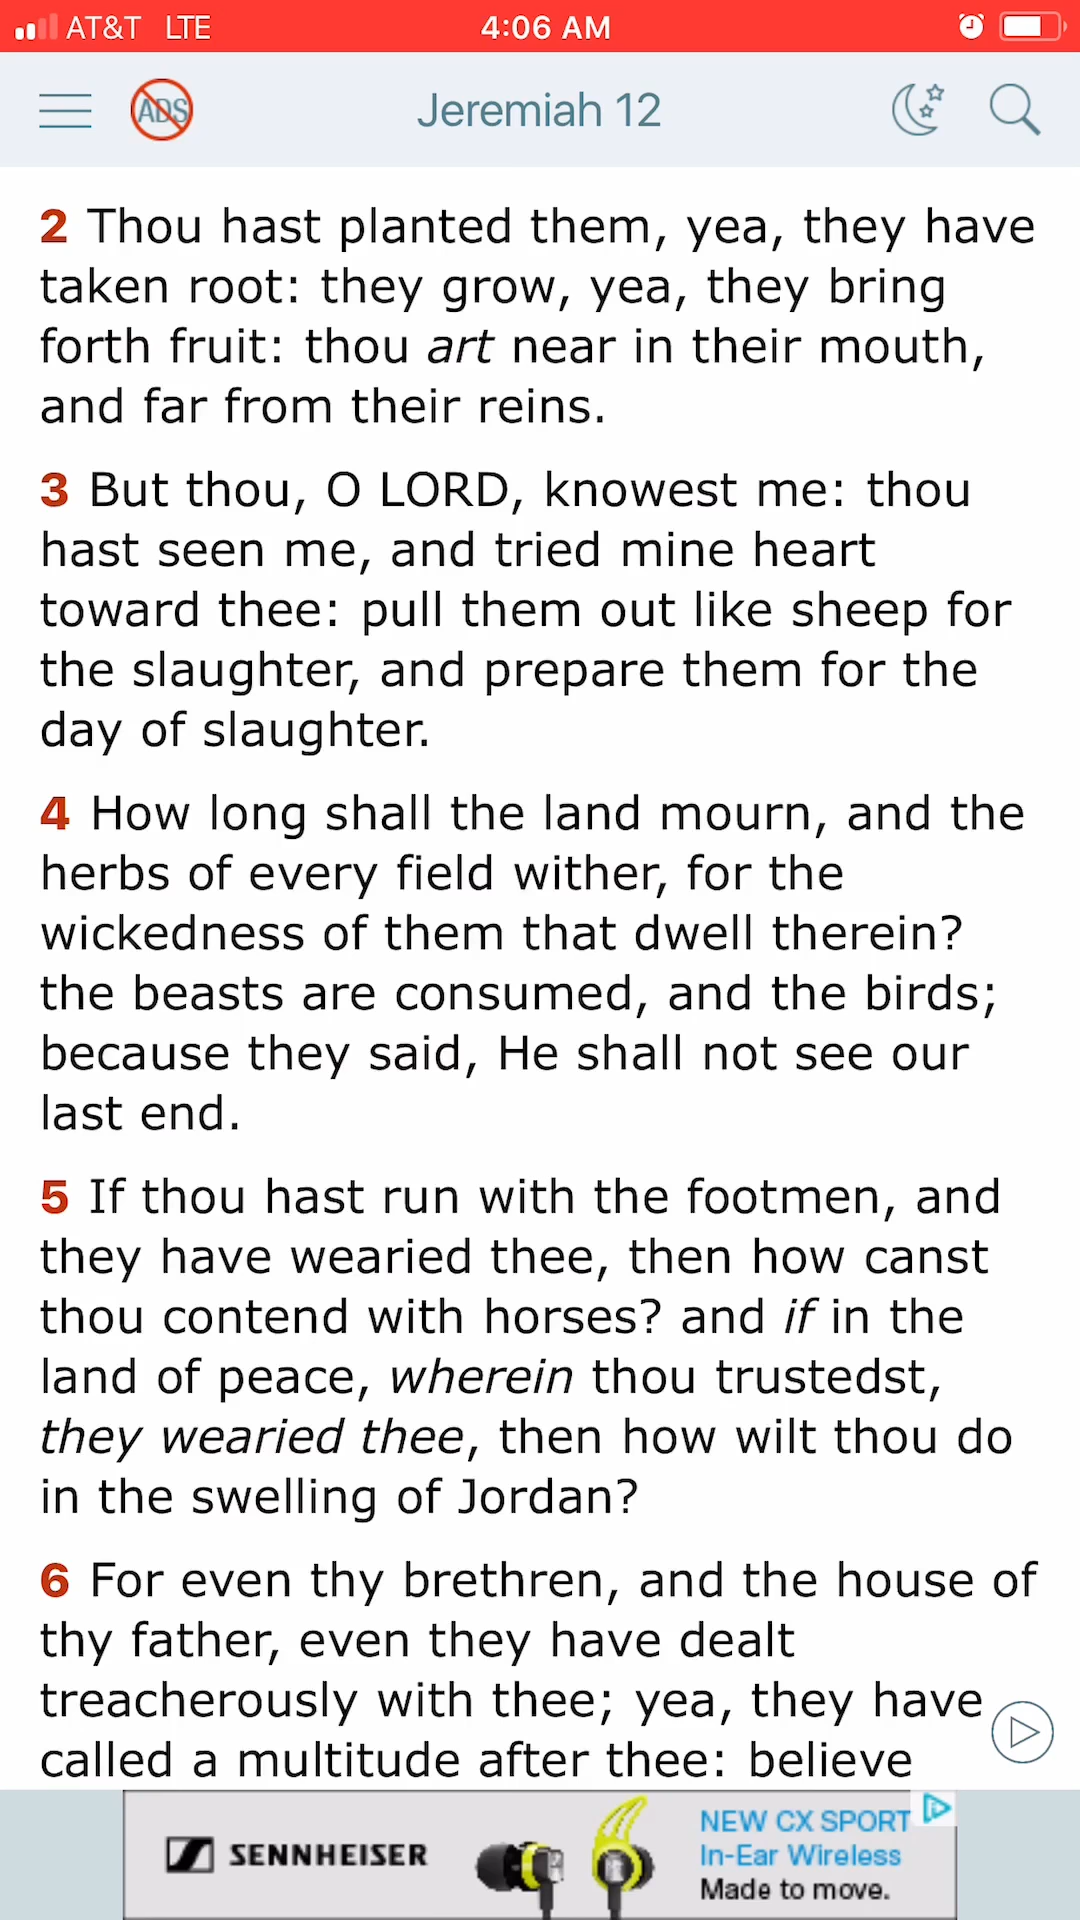 AT&T LTE 4:06 AM
ADS Jeremiah 12
2 Thou hast planted them, yea, they have
taken root: they grow, yea, they bring
forth fruit: thou art near in their mouth,
and far from their reins.
3 But thou, O LORD, knowest me: thou
hast seen me, and tried mine heart
toward thee: pull them out like sheep for
the slaughter, and prepare them for the
day of slaughter.
4 How long shall the land mourn, and the
herbs of every field wither, for the
wickedness of them that dwell therein?
the beasts are consumed, and the birds;
because they said, He shall not see our
last end.
5 If thou hast run with the footmen, and
they have wearied thee, then how canst
thou contend with horses? and if in the
land of peace, wherein thou trustedst,
they wearied thee, then how wilt thou do
in the swelling of Jordan?
6 For even thy brethren, and the house of
thy father, even they have dealt
treacherously with thee; yea, they have
called a multitude after thee: believe
SENNHEISER
NEW CX SPORT
In-Ear Wireless
Made to move.